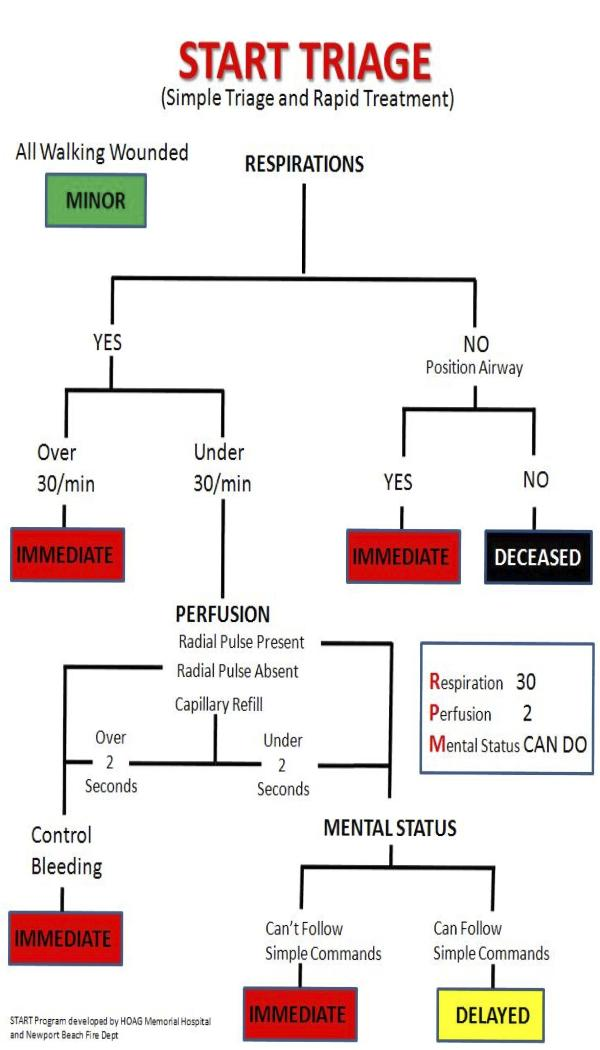 START TRIAGE
(Simple Triage and Rapid Treatment)
All Walking Wounded
MINOR
RESPIRATIONS
YES
NO
Position Airway
Over
30/min
Under
30/min
YES
NO
IMMEDIATE
IMMEDIATE
DECEASED
PERFUSION
Radial Pulse Present
Radial Pulse Absent
Capillary Refill
Over
2
Seconds
Under
2
Seconds
Respiration 30
Perfusion 2
Mental Status CAN DO
Control
Bleeding
IMMEDIATE
MENTAL STATUS
Can't Follow
Simple Commands
Can Follow
Simple Commands
IMMEDIATE
DELAYED
START Program developed by HOAG Memorial Hospital
and Newport Beach Fire Dept